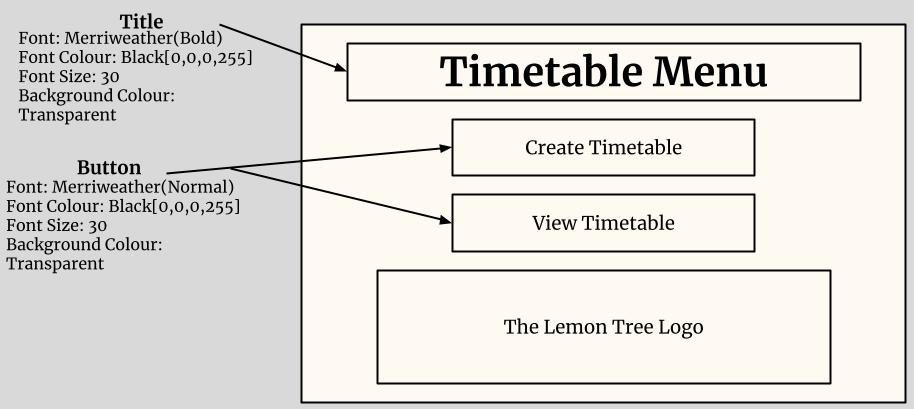 Title
Font: Merriweather(Bold)
Font Colour: Black[0,0,0,255]
Font Size: 30
Background Colour:
Transparent
Button
Font: Merriweather(Normal)
Font Colour: Black[0,0,0,255]
Font Size: 30
Background Colour:
Transparent
Timetable Menu
Create Timetable
View Timetable
The Lemon Tree Logo